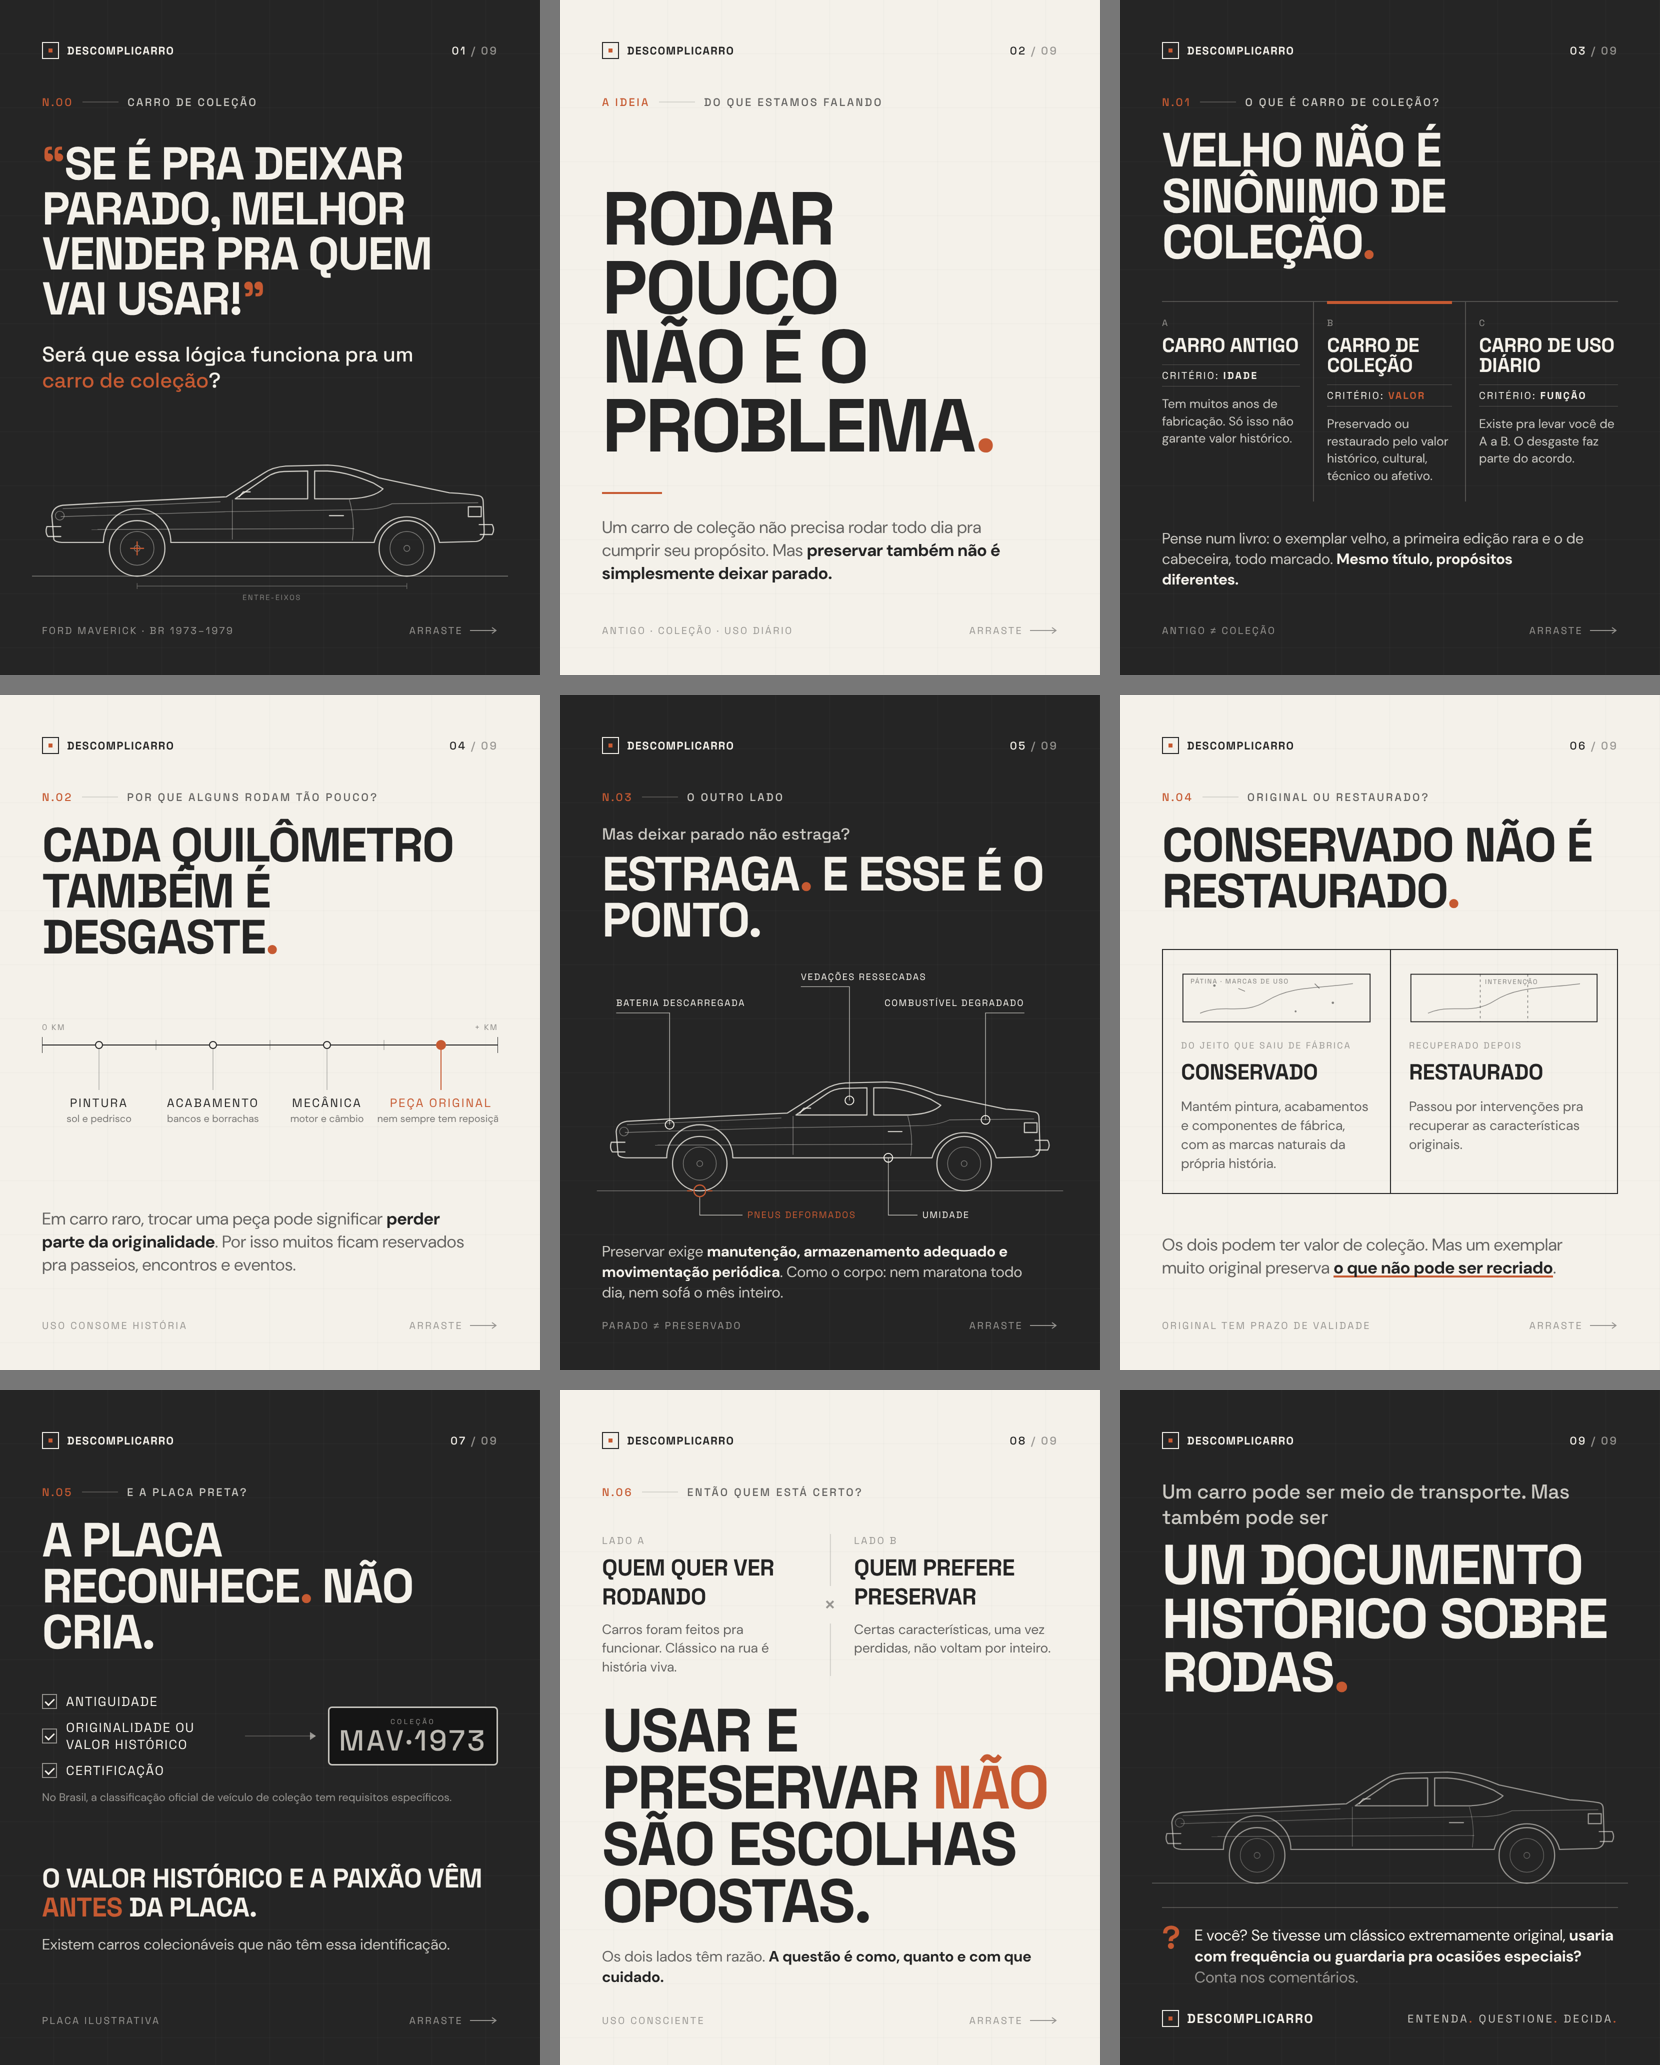 DESCOMPLICARRO
01 / 09
N.00
CARRO DE COLEÇÃO
“SE É PRA DEIXAR
PARADO, MELHOR
VENDER PRA QUEM
VAI USAR!”
Será que essa lógica funciona pra um
carro de coleção?
ENTRE-EIXOS
FORD MAVERICK · BR 1973–1979
ARRASTE
DESCOMPLICARRO
02 / 09
A IDEIA
DO QUE ESTAMOS FALANDO
RODAR
POUCO
NÃO É O
PROBLEMA.
Um carro de coleção não precisa rodar todo dia pra
cumprir seu propósito. Mas preservar também não é
simplesmente deixar parado.
ANTIGO · COLEÇÃO · USO DIÁRIO
ARRASTE
DESCOMPLICARRO
03 / 09
N.01
O QUE É CARRO DE COLEÇÃO?
VELHO NÃO É
SINÔNIMO DE
COLEÇÃO.
A
CARRO ANTIGO
CRITÉRIO: IDADE
Tem muitos anos de
fabricação. Só isso não
garante valor histórico.
B
CARRO DE
COLEÇÃO
CRITÉRIO: VALOR
Preservado ou
restaurado pelo valor
histórico, cultural,
técnico ou afetivo.
C
CARRO DE USO
DIÁRIO
CRITÉRIO: FUNÇÃO
Existe pra levar você de
A a B. O desgaste faz
parte do acordo.
Pense num livro: o exemplar velho, a primeira edição rara e o de
cabeceira, todo marcado. Mesmo título, propósitos
diferentes.
ANTIGO ≠ COLEÇÃO
ARRASTE
DESCOMPLICARRO
04 / 09
N.02
POR QUE ALGUNS RODAM TÃO POUCO?
CADA QUILÔMETRO
TAMBÉM É
DESGASTE.
0 KM
+ KM
PINTURA
sol e pedrisco
ACABAMENTO
bancos e borrachas
MECÂNICA
motor e câmbio
PEÇA ORIGINAL
nem sempre tem reposiçã
Em carro raro, trocar uma peça pode significar perder
parte da originalidade. Por isso muitos ficam reservados
pra passeios, encontros e eventos.
USO CONSOME HISTÓRIA
ARRASTE
DESCOMPLICARRO
05 / 09
N.03
O OUTRO LADO
Mas deixar parado não estraga?
ESTRAGA. E ESSE É O
PONTO.
VEDAÇÕES RESSECADAS
BATERIA DESCARREGADA
COMBUSTÍVEL DEGRADADO
PNEUS DEFORMADOS
UMIDADE
Preservar exige manutenção, armazenamento adequado e
movimentação periódica. Como o corpo: nem maratona todo
dia, nem sofá o mês inteiro.
PARADO ≠ PRESERVADO
ARRASTE
DESCOMPLICARRO
06 / 09
N.04
ORIGINAL OU RESTAURADO?
CONSERVADO NÃO É
RESTAURADO.
PÁTINA · MARCAS DE USO
DO JEITO QUE SAIU DE FÁBRICA
CONSERVADO
Mantém pintura, acabamentos
e componentes de fábrica,
com as marcas naturais da
própria história.
INTERVENÇÃO
RECUPERADO DEPOIS
RESTAURADO
Passou por intervenções pra
recuperar as características
originais.
Os dois podem ter valor de coleção. Mas um exemplar
muito original preserva o que não pode ser recriado.
ORIGINAL TEM PRAZO DE VALIDADE
ARRASTE
DESCOMPLICARRO
07 / 09
N.05
E A PLACA PRETA?
A PLACA
RECONHECE. NÃO
CRIA.
ANTIGUIDADE
ORIGINALIDADE OU
VALOR HISTÓRICO
CERTIFICAÇÃO
COLEÇÃO
MAV·1973
No Brasil, a classificação oficial de veículo de coleção tem requisitos específicos.
O VALOR HISTÓRICO E A PAIXÃO VÊM
ANTES DA PLACA.
Existem carros colecionáveis que não têm essa identificação.
PLACA ILUSTRATIVA
ARRASTE
DESCOMPLICARRO
08 / 09
N.06
ENTÃO QUEM ESTÁ CERTO?
LADO A
QUEM QUER VER
RODANDO
Carros foram feitos pra
funcionar. Clássico na rua é
história viva.
×
LADO B
QUEM PREFERE
PRESERVAR
Certas características, uma vez
perdidas, não voltam por inteiro.
USAR E
PRESERVAR NÃO
SÃO ESCOLHAS
OPOSTAS.
Os dois lados têm razão. A questão é como, quanto e com que
cuidado.
USO CONSCIENTE
ARRASTE
DESCOMPLICARRO
09 / 09
Um carro pode ser meio de transporte. Mas
também pode ser
UM DOCUMENTO
HISTÓRICO SOBRE
RODAS.
?
E você? Se tivesse um clássico extremamente original, usaria
com frequência ou guardaria pra ocasiões especiais?
Conta nos comentários.
DESCOMPLICARRO
ENTENDA. QUESTIONE. DECIDA.